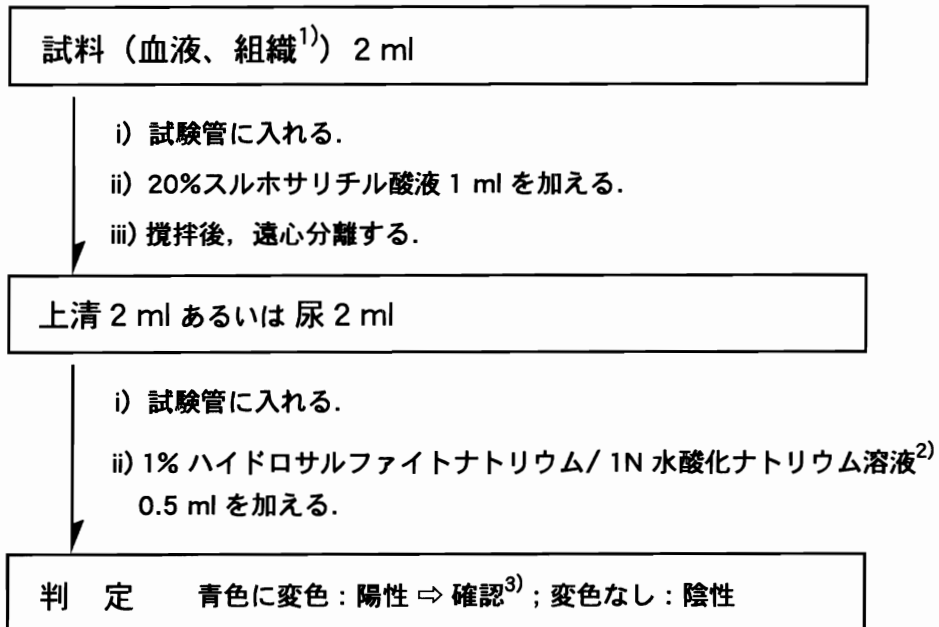 試料（血液、組織1)）2 ml
i) 試験管に入れる.
ii) 20%スルホサリチル酸液 1 ml を加える.
iii) 攪拌後，遠心分離する.
上清 2 ml あるいは 尿 2 ml
i) 試験管に入れる.
ii) 1% ハイドロサルファイトナトリウム/ 1N 水酸化ナトリウム溶液2)
0.5 ml を加える.
判　定　　青色に変色 : 陽性 ⇨ 確認3) ; 変色なし : 陰性